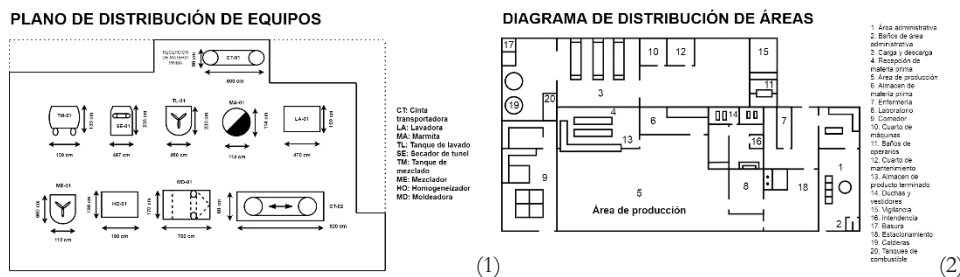 PLANO DE DISTRIBUCIÓN DE EQUIPOS
RECEPCIÓN
DE MATERIA
PRIMA
CT-01
600 cm
TM-01
SE-01
TL-01
MA-01
LA-01
120 cm
487 cm
450 cm
114 cm
470 cm
ME-01
HO-01
MO-01
CT-02
110 cm
150 cm
700 cm
520 cm
CT: Cinta
transportadora
LA: Lavadora
MA: Marmita
TL: Tanque de lavado
SE: Secador de tunel
TM: Tanque de
mezclado
ME: Mezclador
HO: Homogeneizador
MD: Moldeadora
(1)
DIAGRAMA DE DISTRIBUCIÓN DE ÁREAS
17
10
12
15
3
11
19
20
4
13
6
14
16
7
9
5
8
18
1
2
Área de producción
1. Área administrativa
2. Baños de área
administrativa
3. Carga y descarga
4. Recepción de
materia prima
5. Área de producción
6. Almacen de
materia prima
7. Enfermería
8. Laboratorio
9. Comedor
10. Cuarto de
máquinas
11. Baños de
operarios
12. Cuarto de
mantenimiento
13. Almacen de
producto terminado
14. Duchas y
vestidores
15. Vigilancia
16. Intendencia
17. Basura
18. Estacionamiento
19. Calderas
20. Tanques de
combustible
(2)